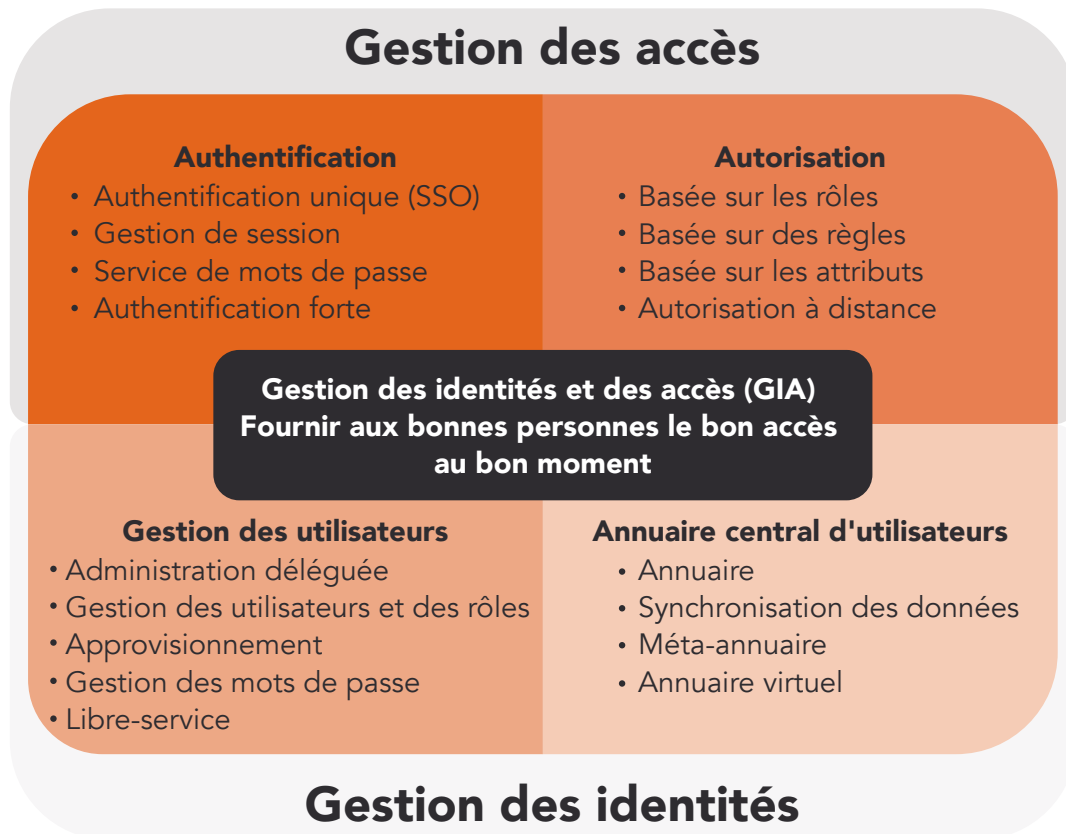 Gestion des accès
Authentification
• Authentification unique (SSO)
• Gestion de session
• Service de mots de passe
• Authentification forte
Autorisation
• Basée sur les rôles
• Basée sur des règles
• Basée sur les attributs
• Autorisation à distance
Gestion des identités et des accès (GIA)
Fournir aux bonnes personnes le bon accès
au bon moment
Gestion des utilisateurs
• Administration déléguée
• Gestion des utilisateurs et des rôles
• Approvisionnement
• Gestion des mots de passe
• Libre-service
Annuaire central d'utilisateurs
• Annuaire
• Synchronisation des données
• Méta-annuaire
• Annuaire virtuel
Gestion des identités